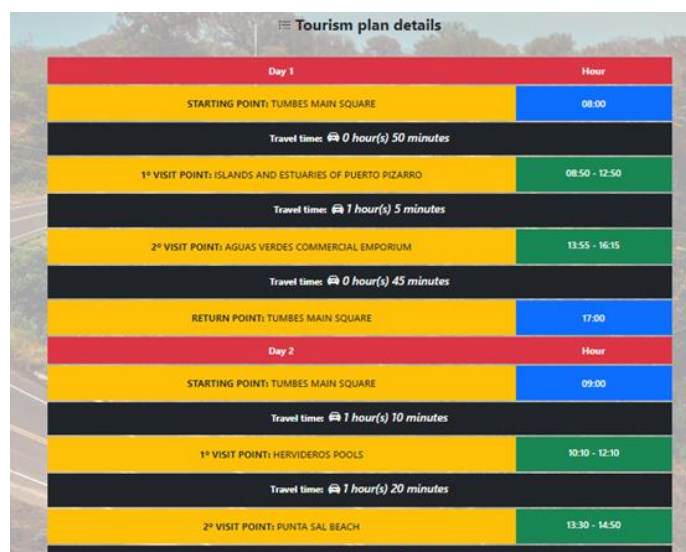 Tourism plan details
Day 1 Hour
STARTING POINT: TUMBES MAIN SQUARE 08:00
Travel time: 0 hour(s) 50 minutes
1º VISIT POINT: ISLANDS AND ESTUARIES OF PUERTO PIZARRO 08:50 - 12:50
Travel time: 1 hour(s) 5 minutes
2º VISIT POINT: AGUAS VERDES COMMERCIAL EMPORIUM 13:55 - 16:15
Travel time: 0 hour(s) 45 minutes
RETURN POINT: TUMBES MAIN SQUARE 17:00
Day 2 Hour
STARTING POINT: TUMBES MAIN SQUARE 09:00
Travel time: 1 hour(s) 10 minutes
1º VISIT POINT: HERVIDEROS POOLS 10:10 - 12:10
Travel time: 1 hour(s) 20 minutes
2º VISIT POINT: PUNTA SAL BEACH 13:30 - 14:50